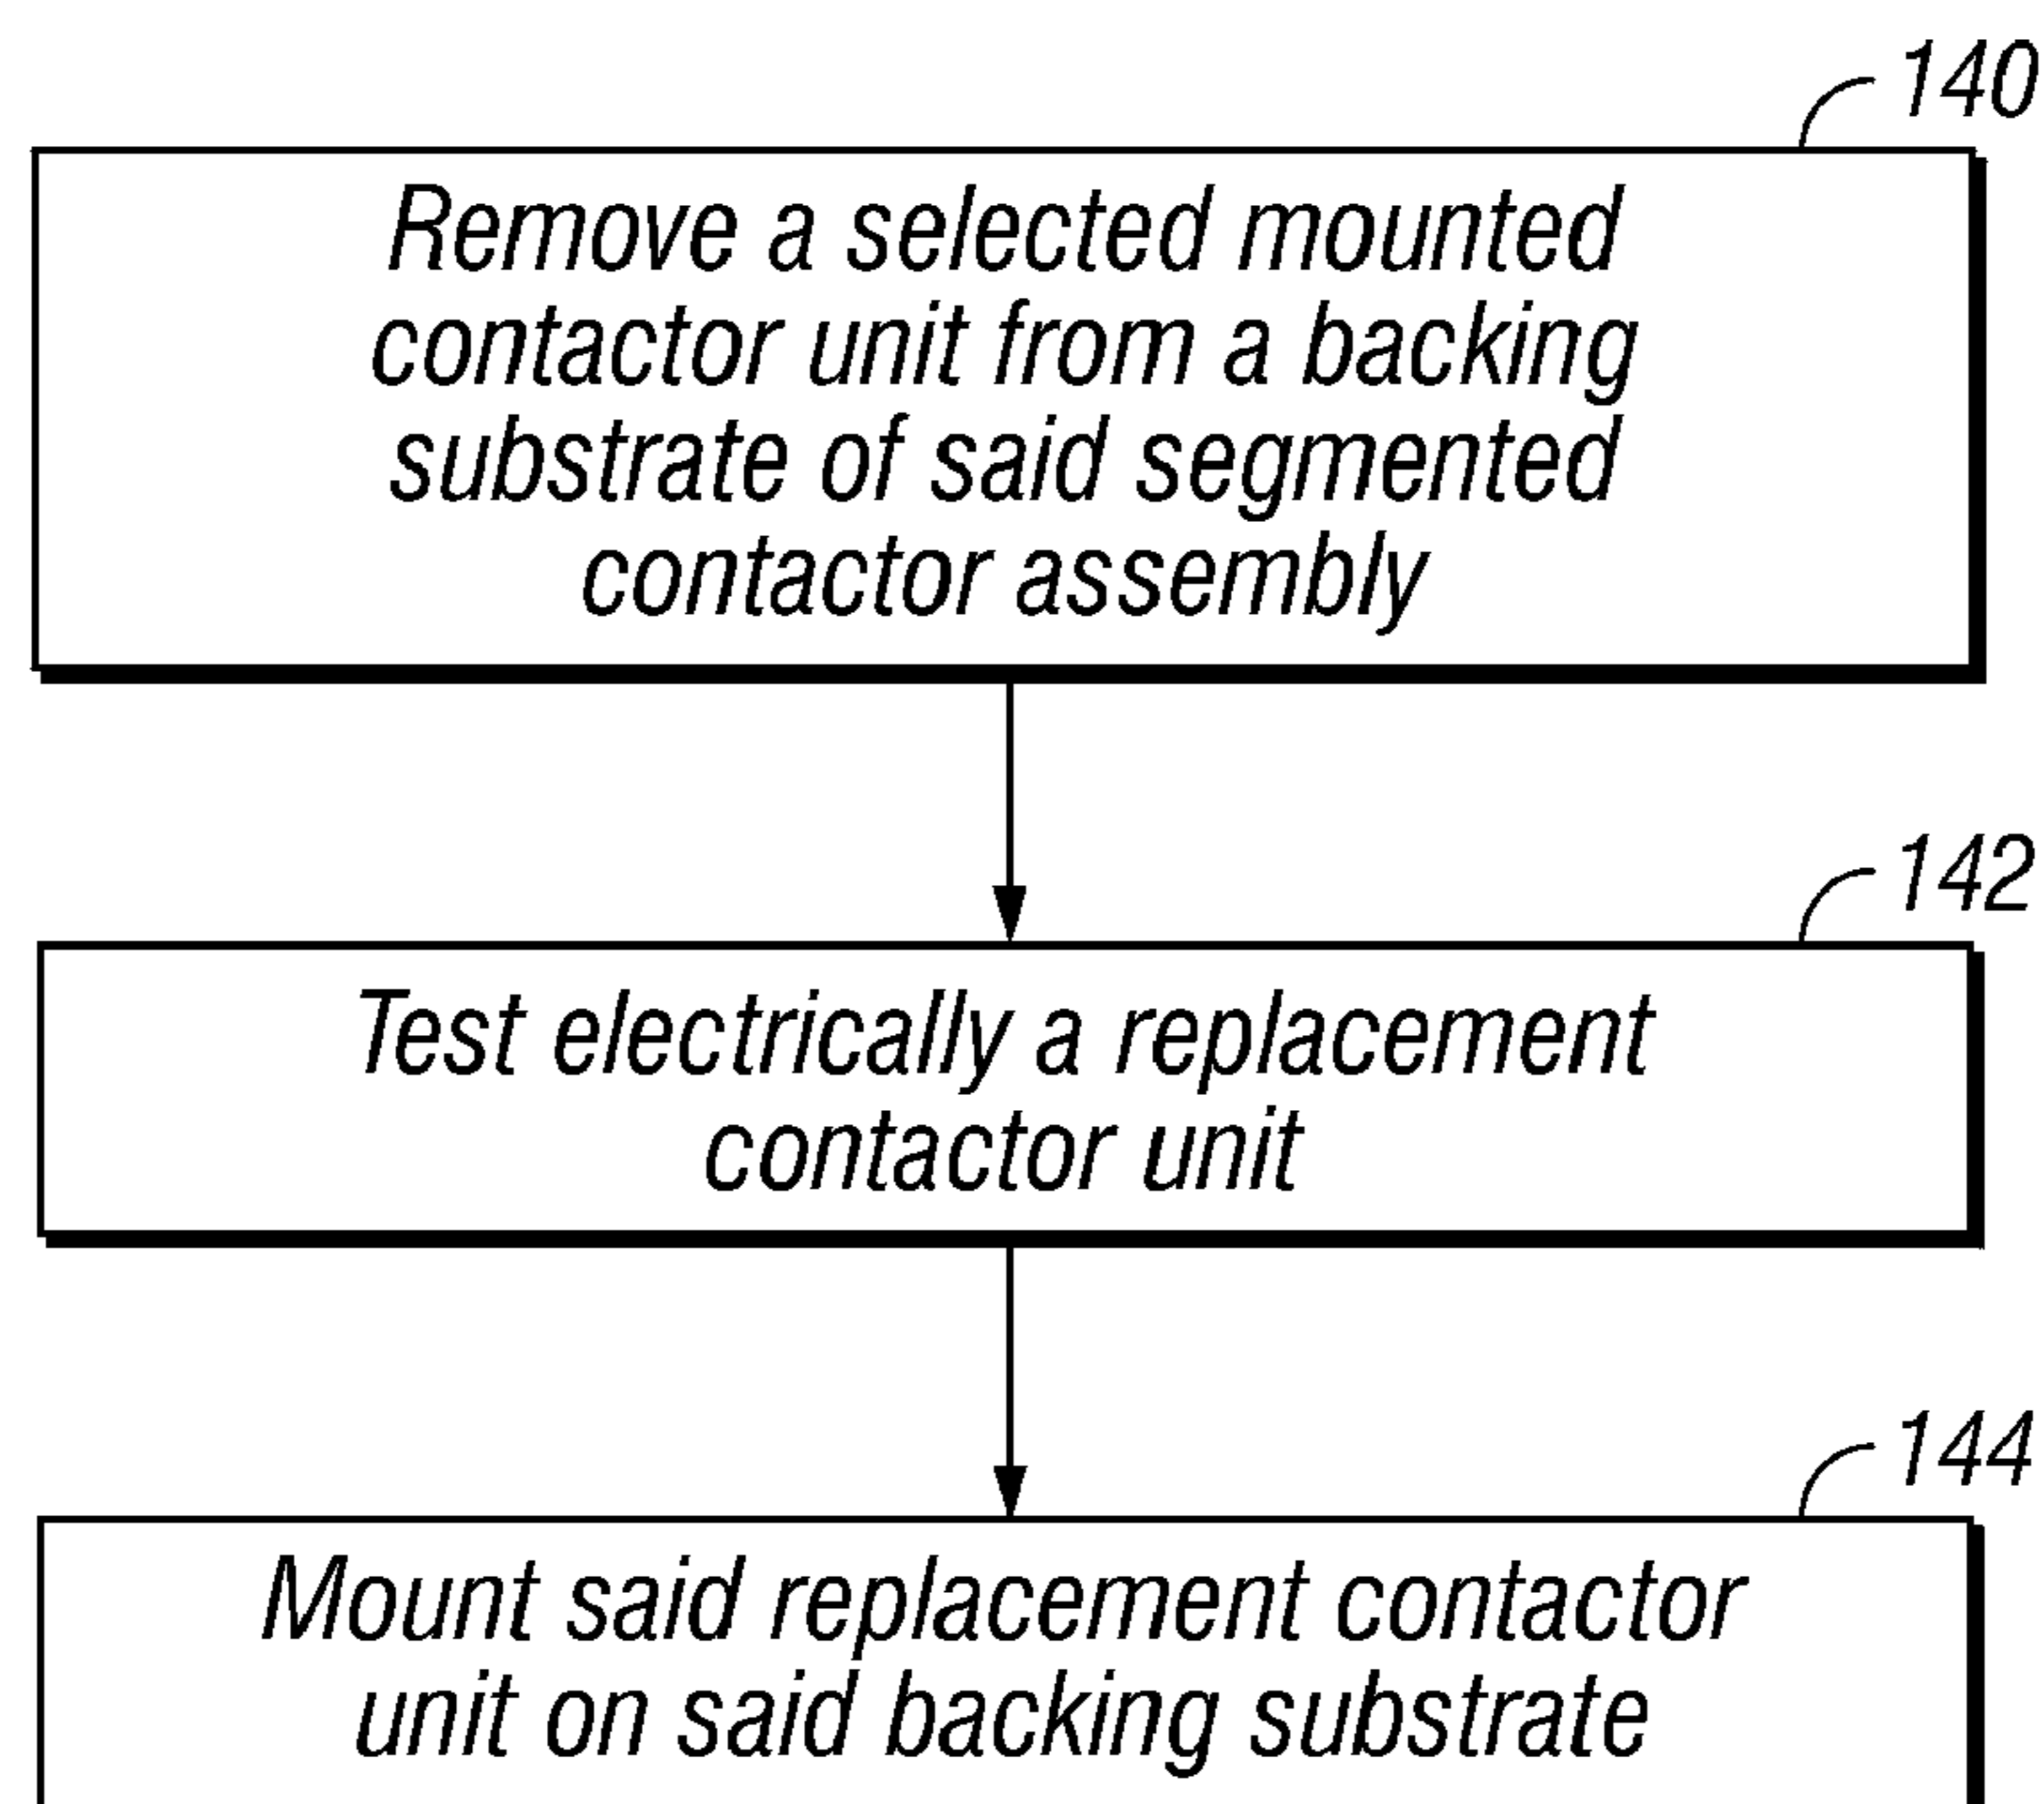 140
Remove a selected mounted
contactor unit from a backing
substrate of said segmented
contactor assembly
142
Test electrically a replacement
contactor unit
144
Mount said replacement contactor
unit on said backing substrate